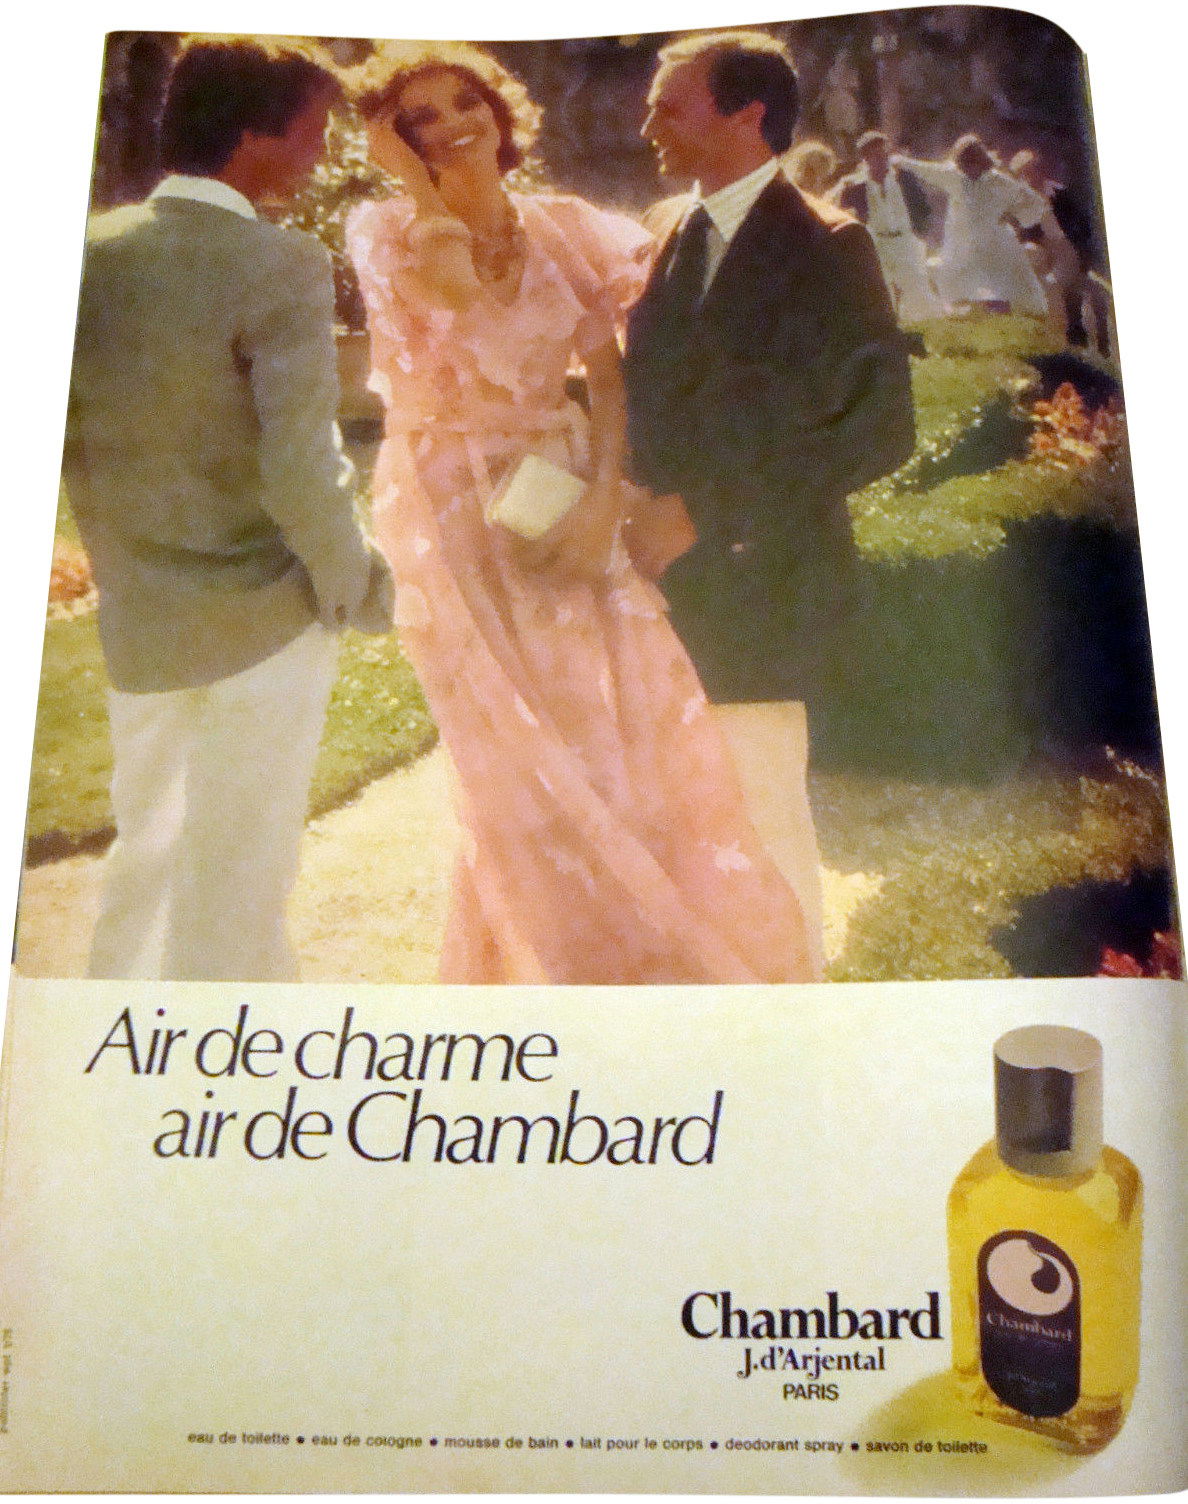 Air de charme
air de Chambard
Chambard
J.d'Arjental
PARIS
Chambard
eau de toilette • eau de cologne • mousse de bain • lait pour le corps • deodorant spray • savon de toilette